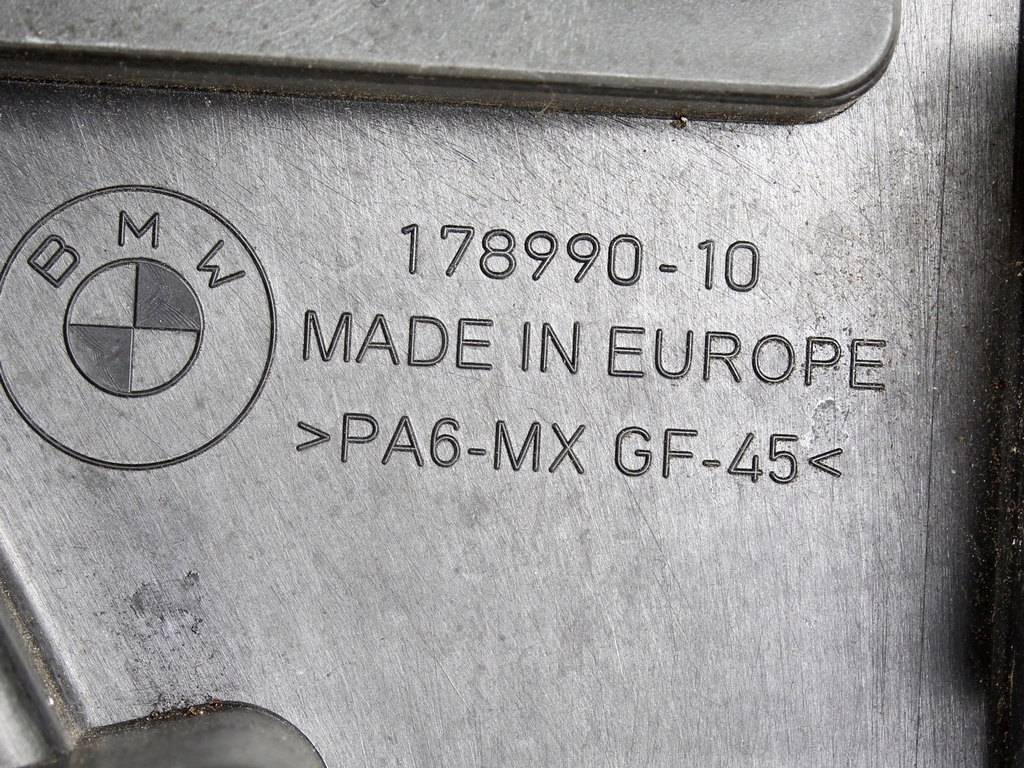 BMW
178990-10
MADE IN EUROPE
>PA6-MX GF-45<